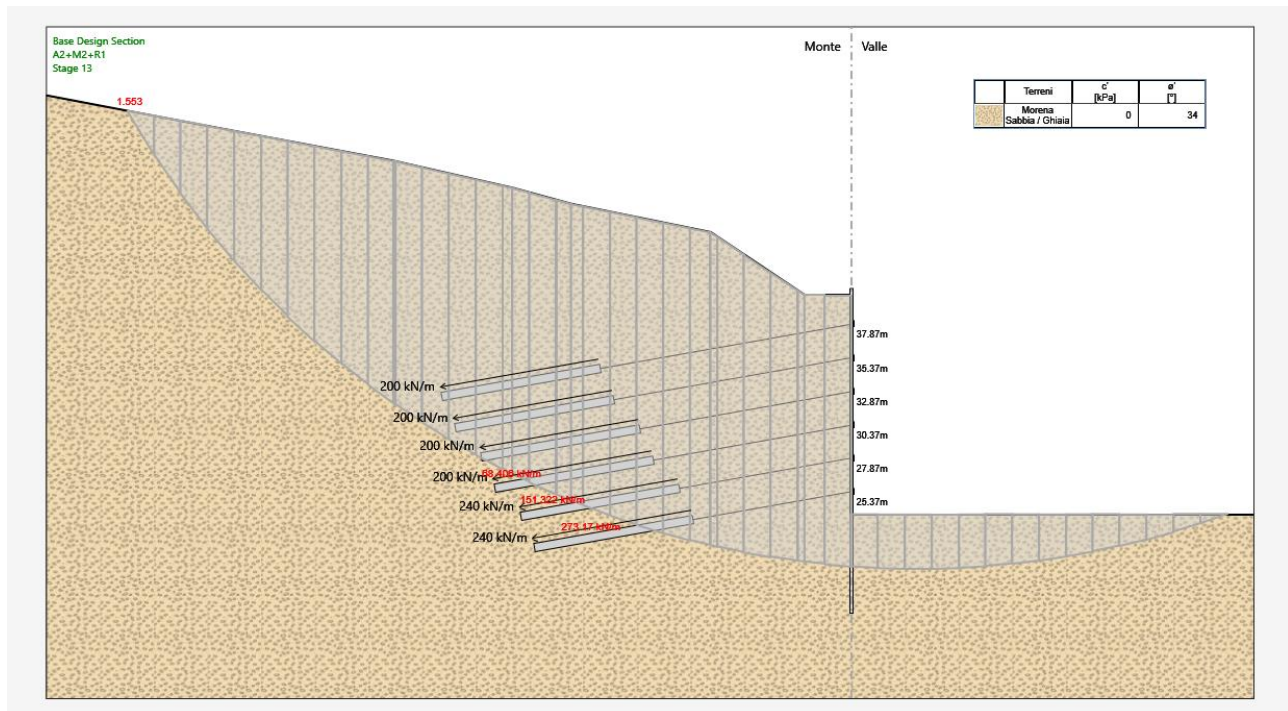 Base Design Section
A2+M2+R1
Stage 13
Monte
Valle
Terreni
c'
[kPa]
ø'
[°]
Morena
Sabbia / Ghiaia
0
34
1.553
37.87m
35.37m
32.87m
30.37m
27.87m
25.37m
200 kN/m
200 kN/m
200 kN/m
200 kN/m
kN/m
240 kN/m
151.322 kN/m
240 kN/m
273.17 kN/m